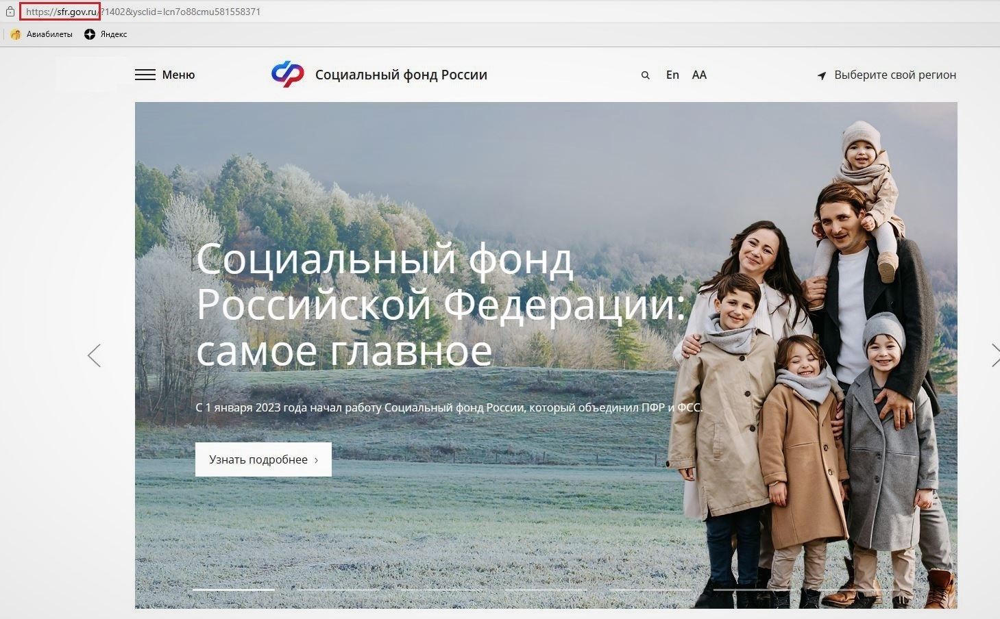 https://sfr.gov.ru/?1402&ysclid=lcn7o88cmu581558371
Авиабилеты Яндекс
Меню Социальный фонд России En AA Выберите свой регион
Социальный фонд
Российской Федерации:
самое главное
С 1 января 2023 года начал работу Социальный фонд России, который объединил ПФР и ФСС.
Узнать подробнее ›